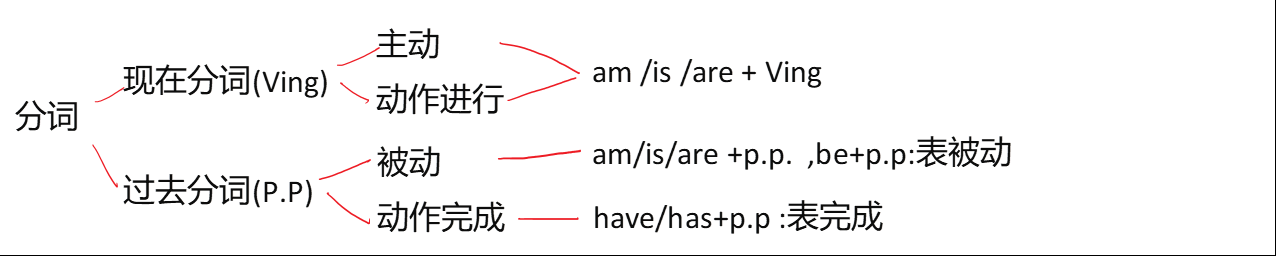 分词
现在分词(Ving)
主动
动作进行
am /is /are + Ving
过去分词(P.P)
被动
am/is/are +p.p. ,be+p.p:表被动
动作完成
have/has+p.p :表完成